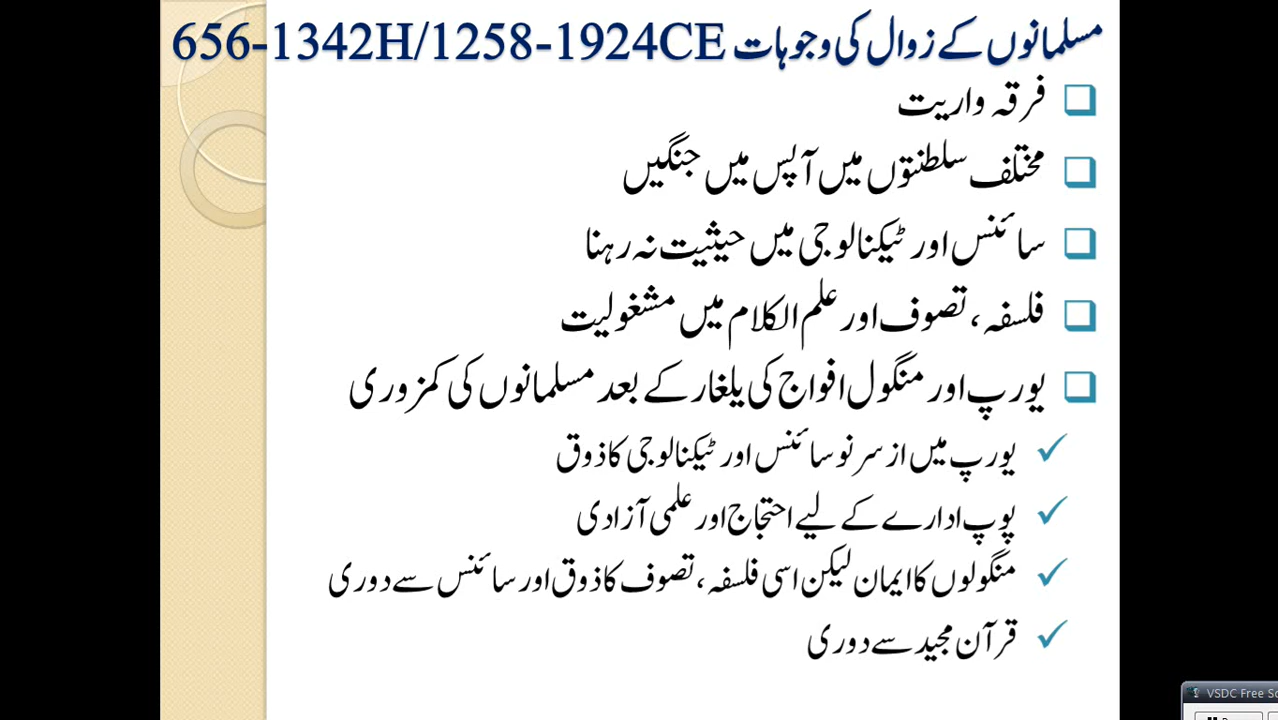 مسلمانوں کے زوال کی وجوہات 656-1342H/1258-1924CE
فرقہ واریت
مختلف سلطنتوں میں آپس میں جنگیں
سائنس اور ٹیکنالوجی میں حیثیت نہ رہنا
فلسفہ، تصوف اور علم الکلام میں مشغولیت
یورپ اور منگول افواج کی یلغار کے بعد مسلمانوں کی کمزوری
یورپ میں از سر نو سائنس اور ٹیکنالوجی کا ذوق
پوپ ادارے کے لیے احتجاج اور علمی آزادی
منگولوں کا ایمان لیکن اسی فلسفہ، تصوف کا ذوق اور سائنس سے دوری
قرآن مجید سے دوری
VSDC Free